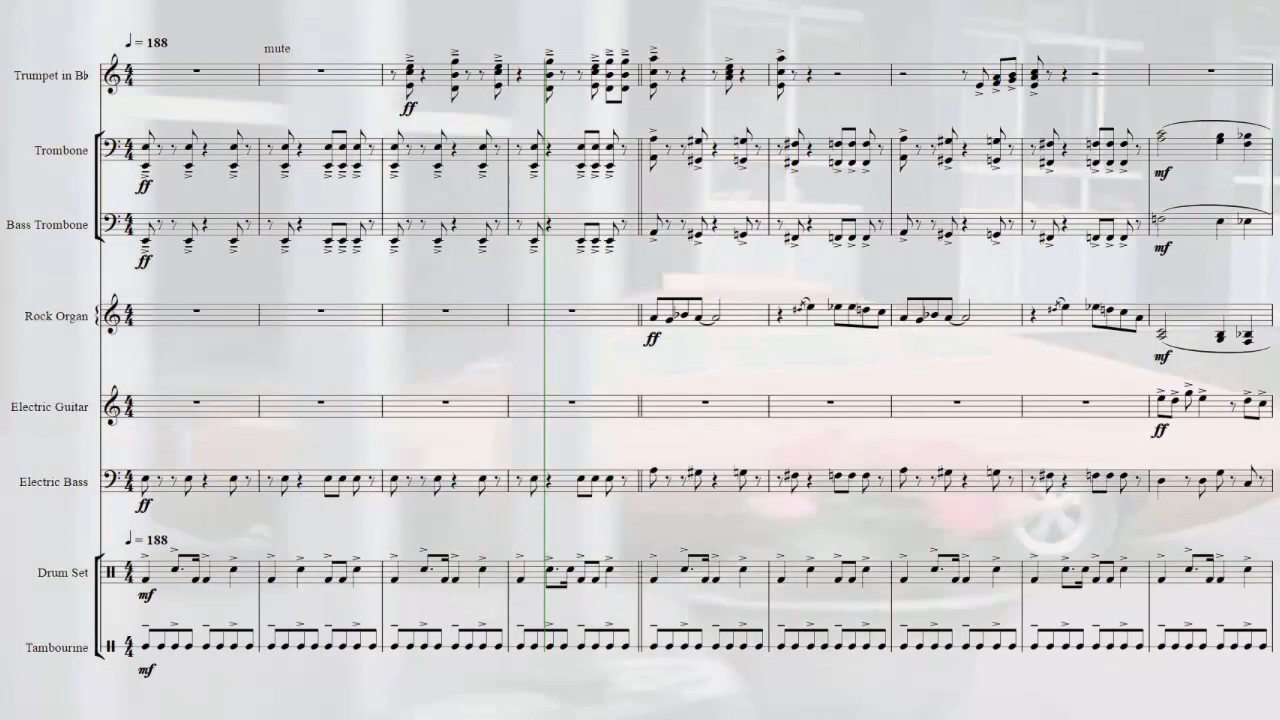 ♩ = 188
mute
Trumpet in B♭
ff
Trombone
ff
mf
Bass Trombone
ff
mf
Rock Organ
ff
mf
Electric Guitar
ff
Electric Bass
ff
♩ = 188
Drum Set
mf
Tambourine
mf